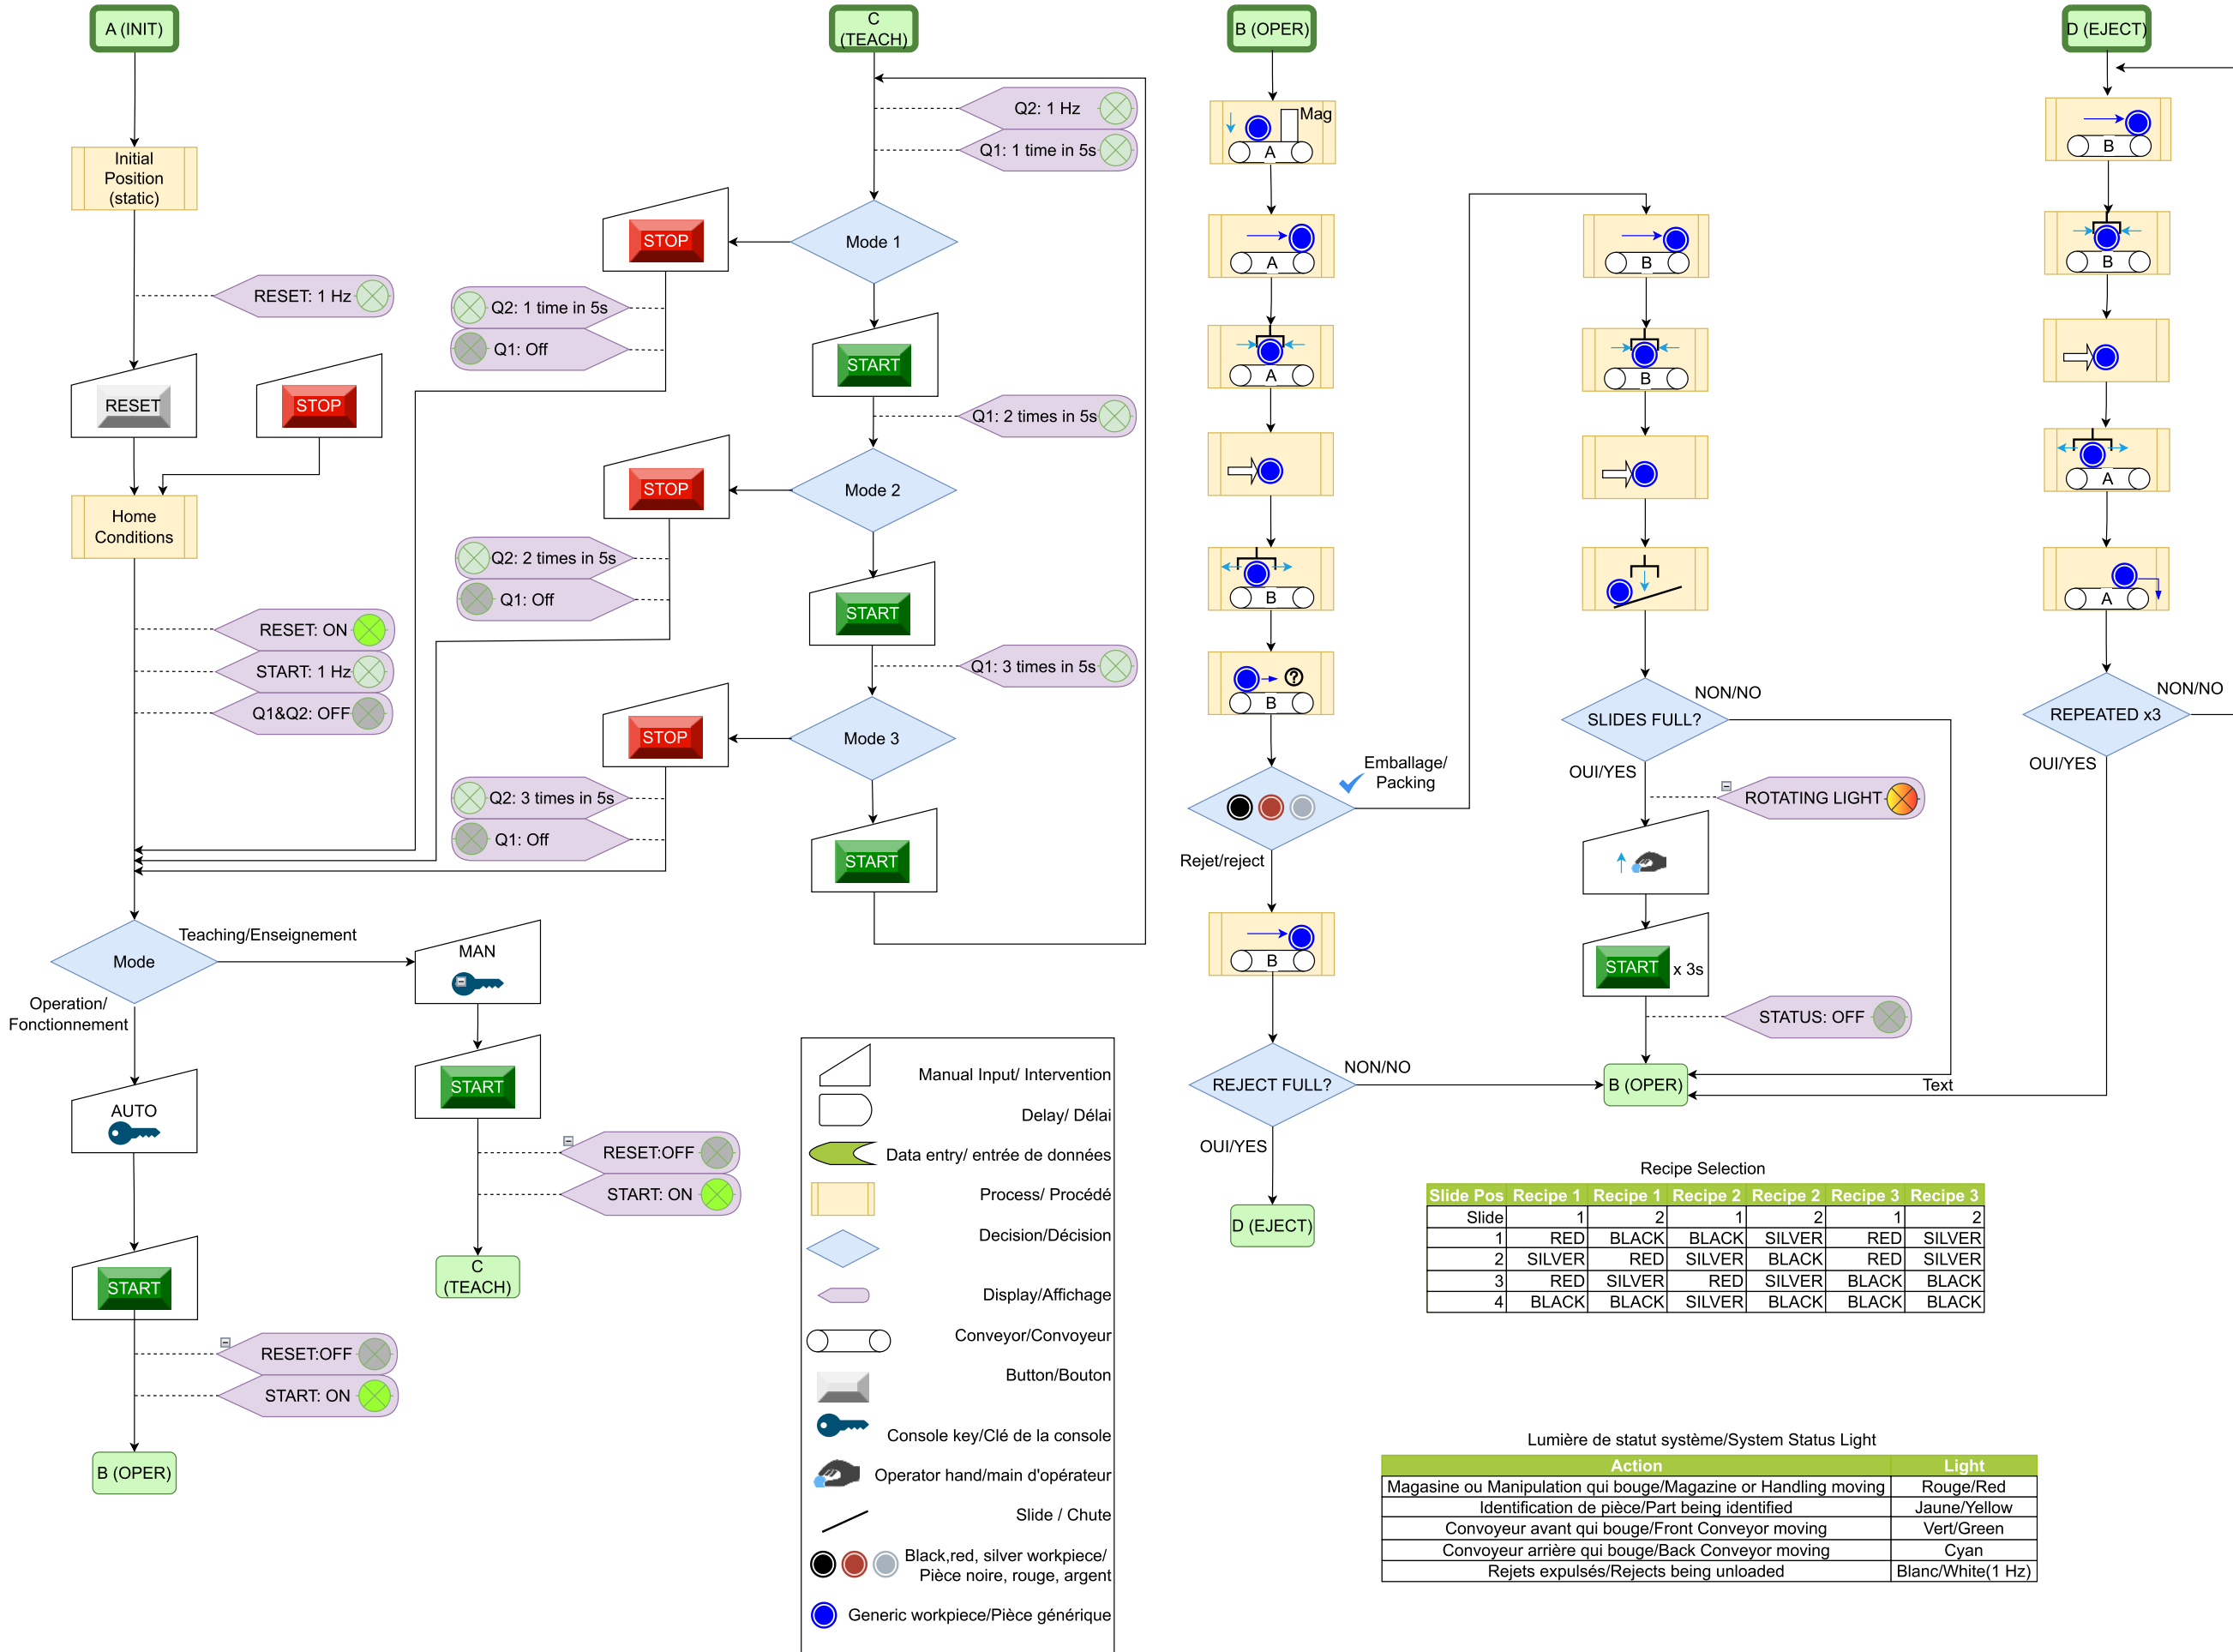 A (INIT)
Initial
Position
(static)
RESET: 1 Hz
RESET
STOP
Home
Conditions
RESET: ON
START: 1 Hz
Q1&Q2: OFF
Mode
Teaching/Enseignement
Operation/
Fonctionnement
MAN
START
RESET:OFF
START: ON
C
(TEACH)
AUTO
START
RESET:OFF
START: ON
B (OPER)
C
(TEACH)
Q2: 1 Hz
Q1: 1 time in 5s
Mode 1
STOP
Q2: 1 time in 5s
Q1: Off
START
Q1: 2 times in 5s
Mode 2
STOP
Q2: 2 times in 5s
Q1: Off
START
Q1: 3 times in 5s
Mode 3
STOP
Q2: 3 times in 5s
Q1: Off
START
Manual Input/ Intervention
Delay/ Délai
Data entry/ entrée de données
Process/ Procédé
Decision/Décision
Display/Affichage
Conveyor/Convoyeur
Button/Bouton
Console key/Clé de la console
Operator hand/main d'opérateur
Slide / Chute
Black,red, silver workpiece/
Pièce noire, rouge, argent
Generic workpiece/Pièce générique
B (OPER)
Mag
A
A
A
B
?
B
Emballage/
Packing
Rejet/reject
B
REJECT FULL?
NON/NO
OUI/YES
D (EJECT)
B
B
SLIDES FULL?
NON/NO
OUI/YES
ROTATING LIGHT
START x 3s
STATUS: OFF
B (OPER)
Text
D (EJECT)
B
B
A
A
REPEATED x3
NON/NO
OUI/YES
Recipe Selection
Slide Pos Recipe 1 Recipe 1 Recipe 2 Recipe 2 Recipe 3 Recipe 3
Slide 1 2 1 2 1 2
1 RED BLACK BLACK SILVER RED SILVER
2 SILVER RED SILVER BLACK RED SILVER
3 RED SILVER RED SILVER BLACK BLACK
4 BLACK BLACK SILVER BLACK BLACK BLACK
Lumière de statut système/System Status Light
Action Light
Magasine ou Manipulation qui bouge/Magazine or Handling moving Rouge/Red
Identification de pièce/Part being identified Jaune/Yellow
Convoyeur avant qui bouge/Front Conveyor moving Vert/Green
Convoyeur arrière qui bouge/Back Conveyor moving Cyan
Rejets expulsés/Rejects being unloaded Blanc/White(1 Hz)